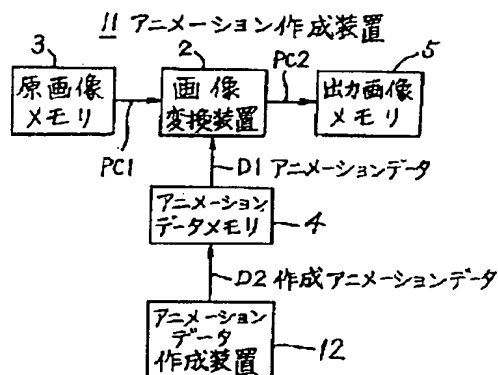 11 アニメーション作成装置
3
2
PC2
5
原画像
メモリ
画像
変換装置
出力画像
メモリ
PC1
D1 アニメーションデータ
アニメーション
データメモリ
4
D2 作成アニメーションデータ
アニメーション
データ
作成装置
12